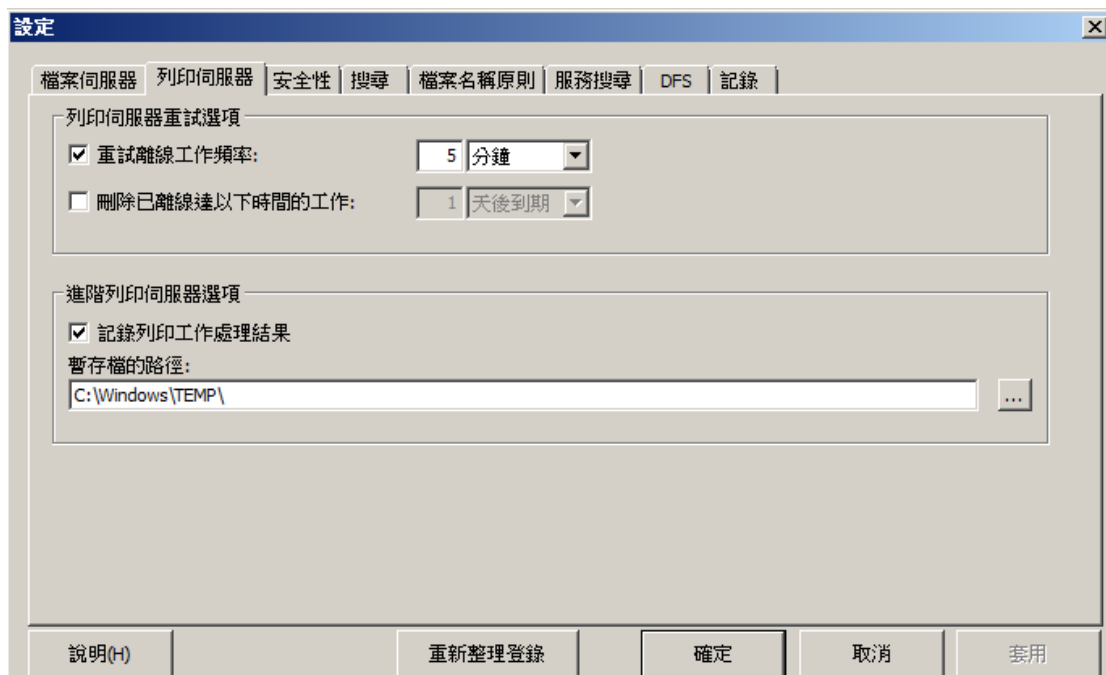 設定
檔案伺服器 列印伺服器 安全性 搜尋 檔案名稱原則 服務搜尋 DFS 記錄
列印伺服器重試選項
重試離線工作頻率: 5 分鐘
刪除已離線達以下時間的工作: 1 天後到期
進階列印伺服器選項
記錄列印工作處理結果
暫存檔的路徑:
C:\Windows\TEMP\ ...
說明(H) 重新整理登錄 確定 取消 套用